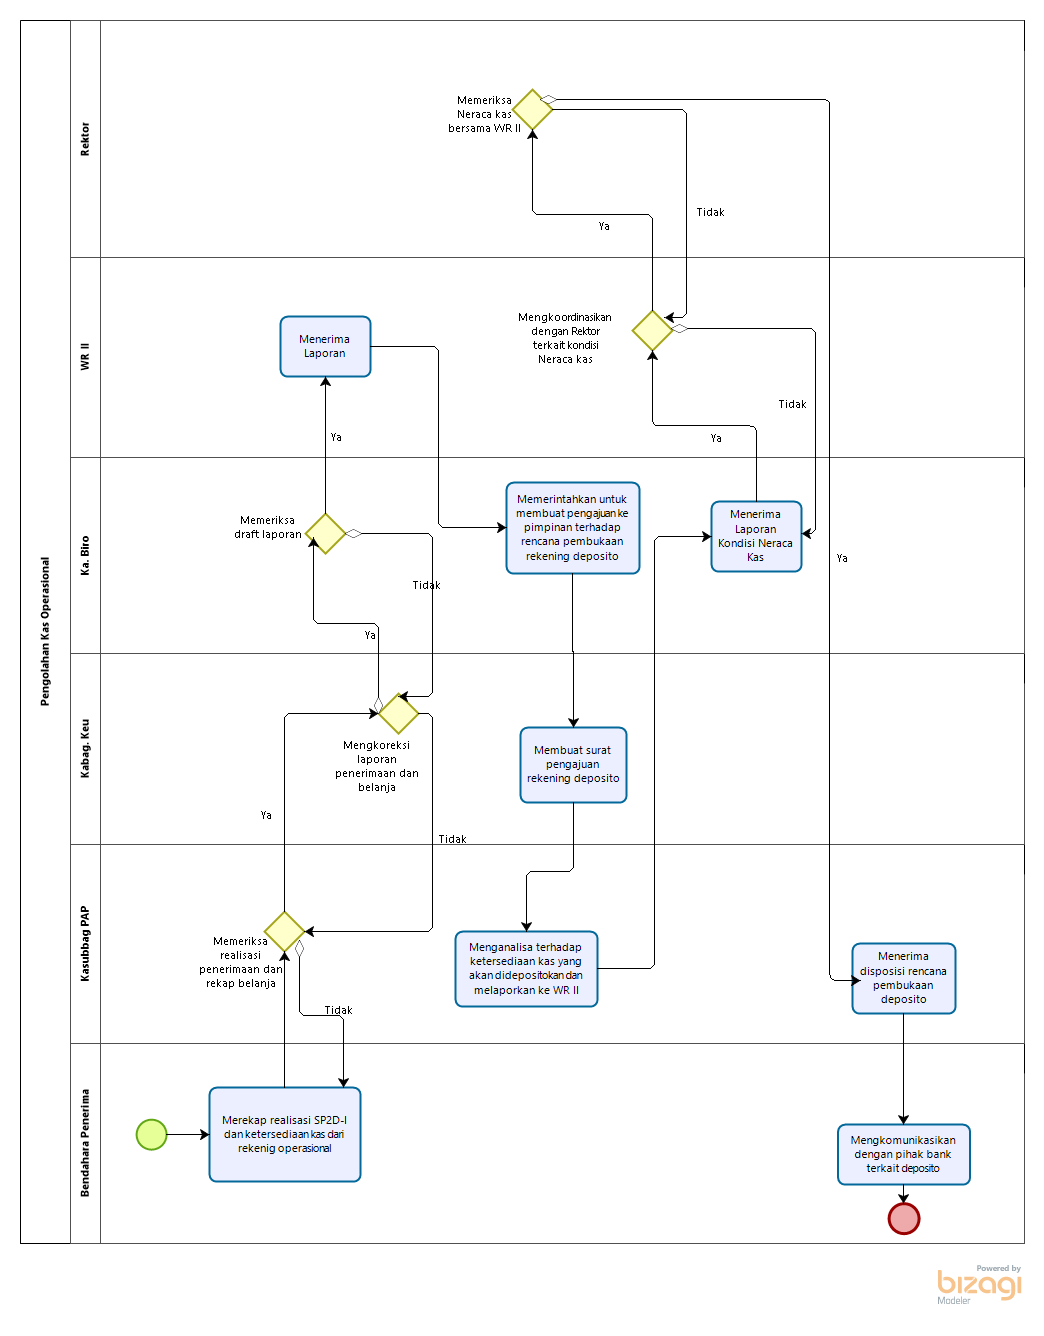 Pengolahan Kas Operasional
Rektor
Memeriksa
Neraca kas
bersama WR II
Ya
Tidak
WR II
Menerima
Laporan
Mengkoordinasikan
dengan Rektor
terkait kondisi
Neraca kas
Tidak
Ya
Ya
Ka. Biro
Memeriksa
draft laporan
Memerintahkan untuk
membuat pengajuan ke
pimpinan terhadap
rencana pembukaan
rekening deposito
Menerima
Laporan
Kondisi Neraca
Kas
Ya
Tidak
Ya
Kabag. Keu
Mengkoreksi
laporan
penerimaan dan
belanja
Membuat surat
pengajuan
rekening deposito
Ya
Tidak
Kasubbag PAP
Memeriksa
realisasi
penerimaan dan
rekap belanja
Menganalisa terhadap
ketersediaan kas yang
akan didepositokan dan
melaporkan ke WR II
Menerima
disposisi rencana
pembukaan
deposito
Tidak
Bendahara Penerima
Merekap realisasi SP2D-I
dan ketersediaan kas dari
rekenig operasional
Mengkomunikasikan
dengan pihak bank
terkait deposito
Powered by
bizagi
Modeler